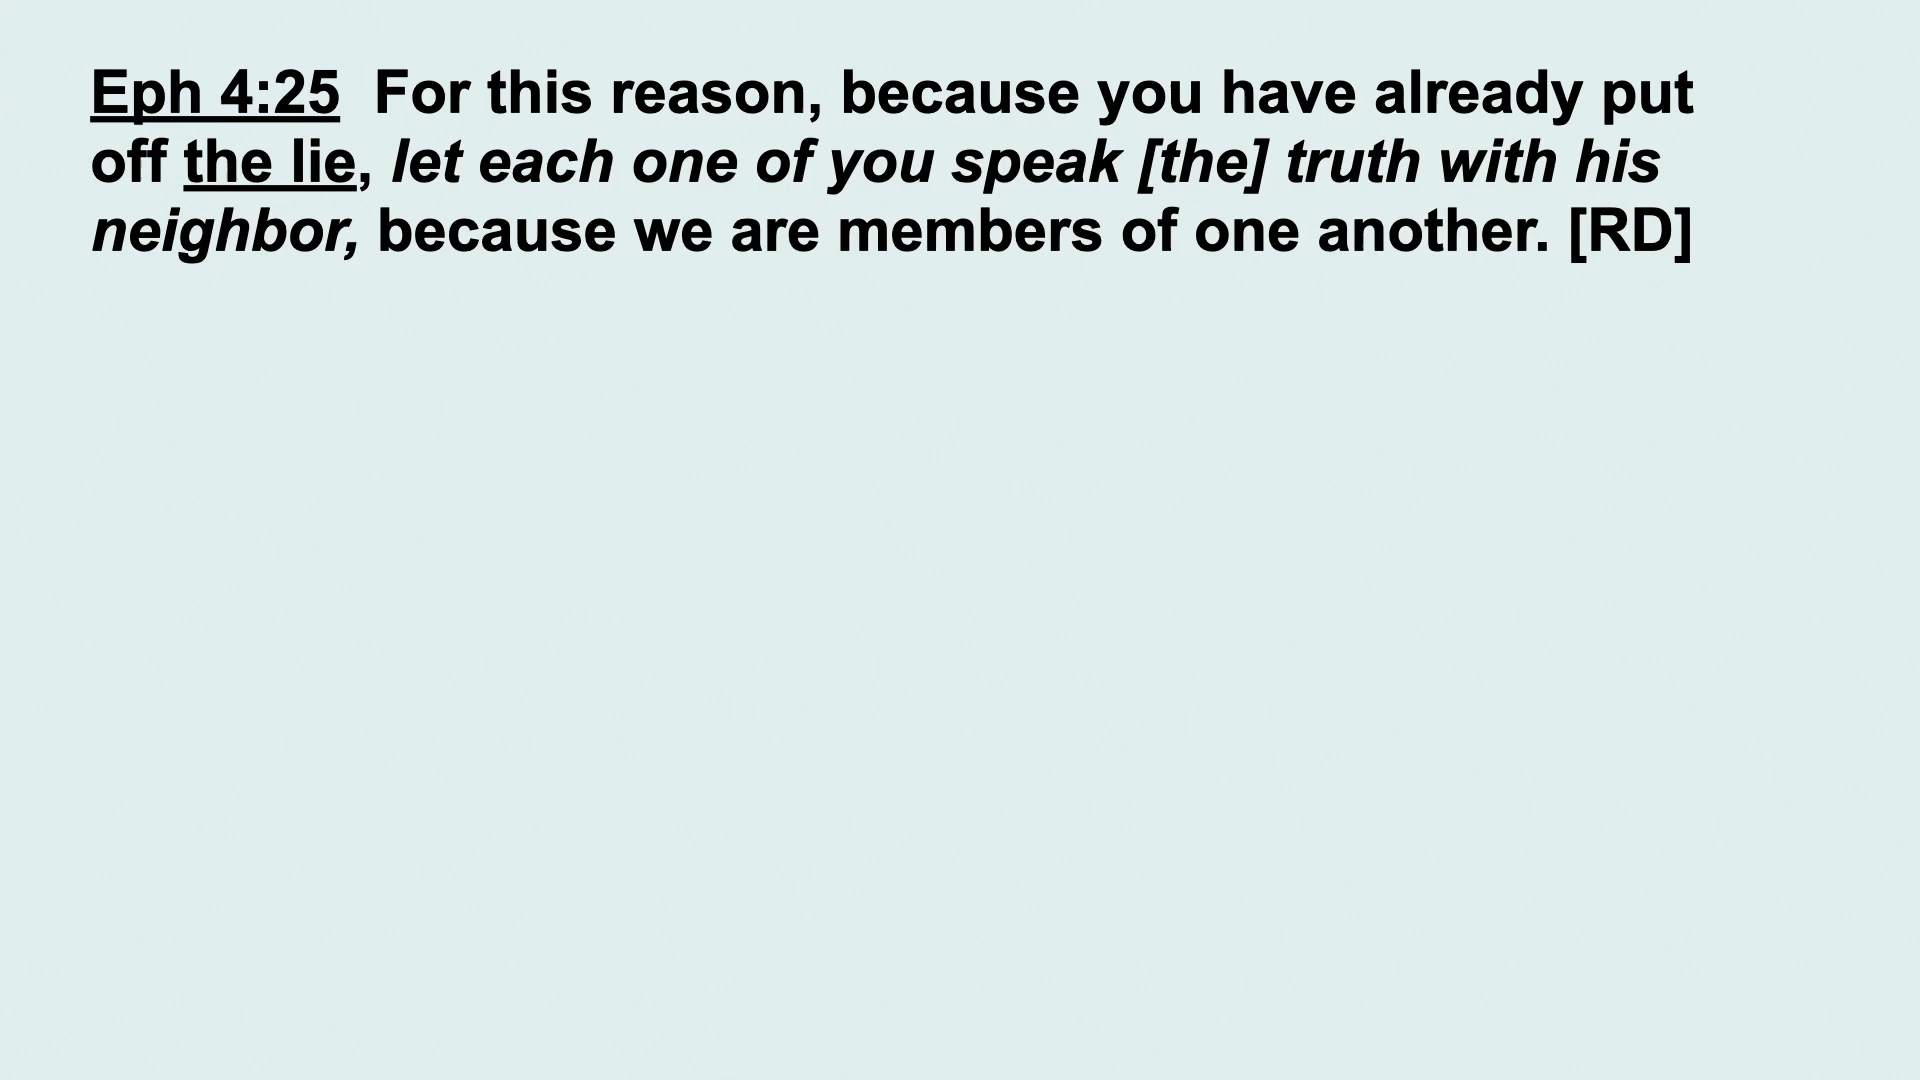 Eph 4:25  For this reason, because you have already put
off the lie, let each one of you speak [the] truth with his
neighbor, because we are members of one another. [RD]